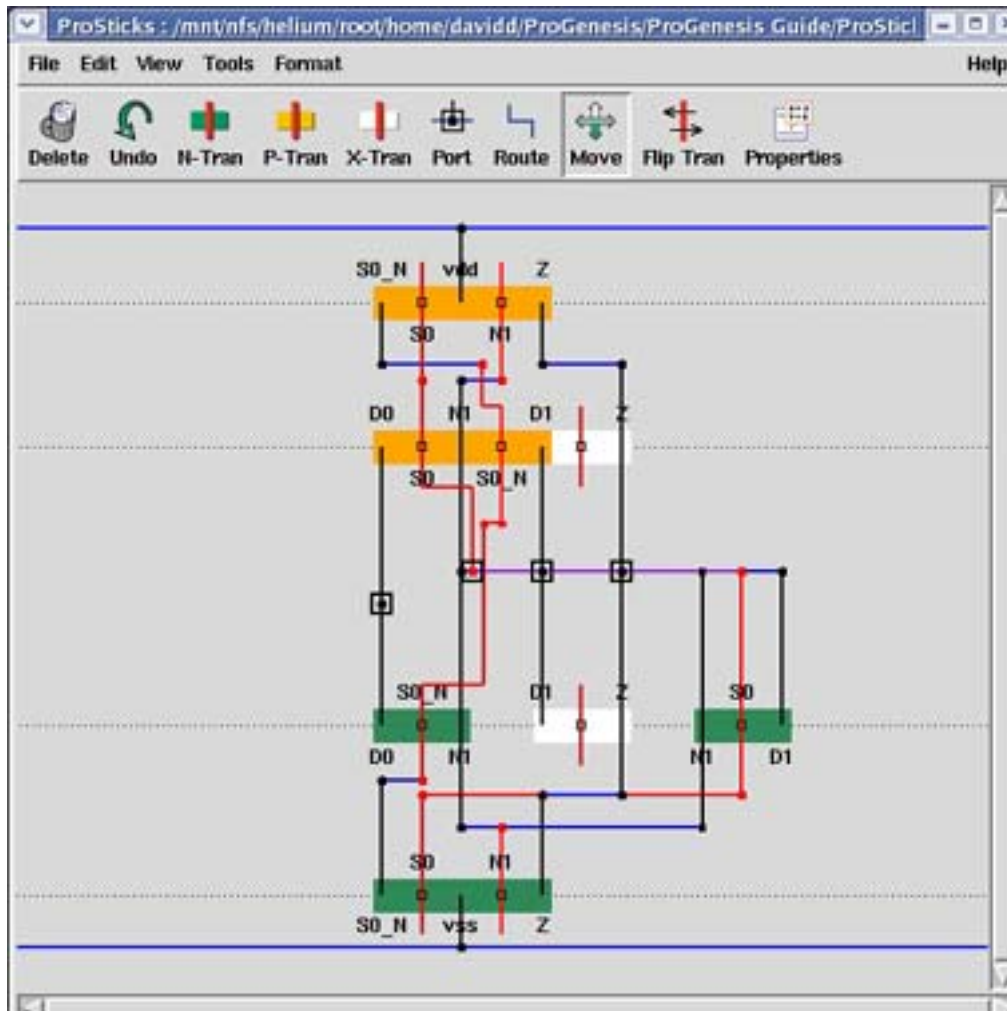 ProSticks : /mnt/nfs/helium/root/home/davidd/ProGenesis/ProGenesis Guide/ProStic
File Edit View Tools Format Help
Delete Undo N-Tran P-Tran X-Tran Port Route Move Flip Tran Properties
S0_N vdd Z
S0 N1
D0 N1 D1 Z
S0 S0_N
S0_N D1 Z S0
D0 N1 N1 D1
S0 N1
S0_N vss Z